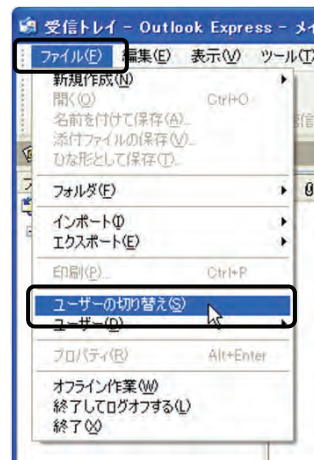 受信トレイ - Outlook Express - メイ
ファイル(F) 編集(E) 表示(V) ツール(T)
新規作成(N)
開く(O) Ctrl+O
名前を付けて保存(A)...
添付ファイルの保存(V)...
ひな形として保存(T)...
フォルダ(F)
インポート(I)
エクスポート(E)
印刷(P)... Ctrl+P
ユーザーの切り替え(S)
ユーザー(D)
プロパティ(R) Alt+Enter
オフライン作業(W)
終了してログオフする(L)
終了(X)